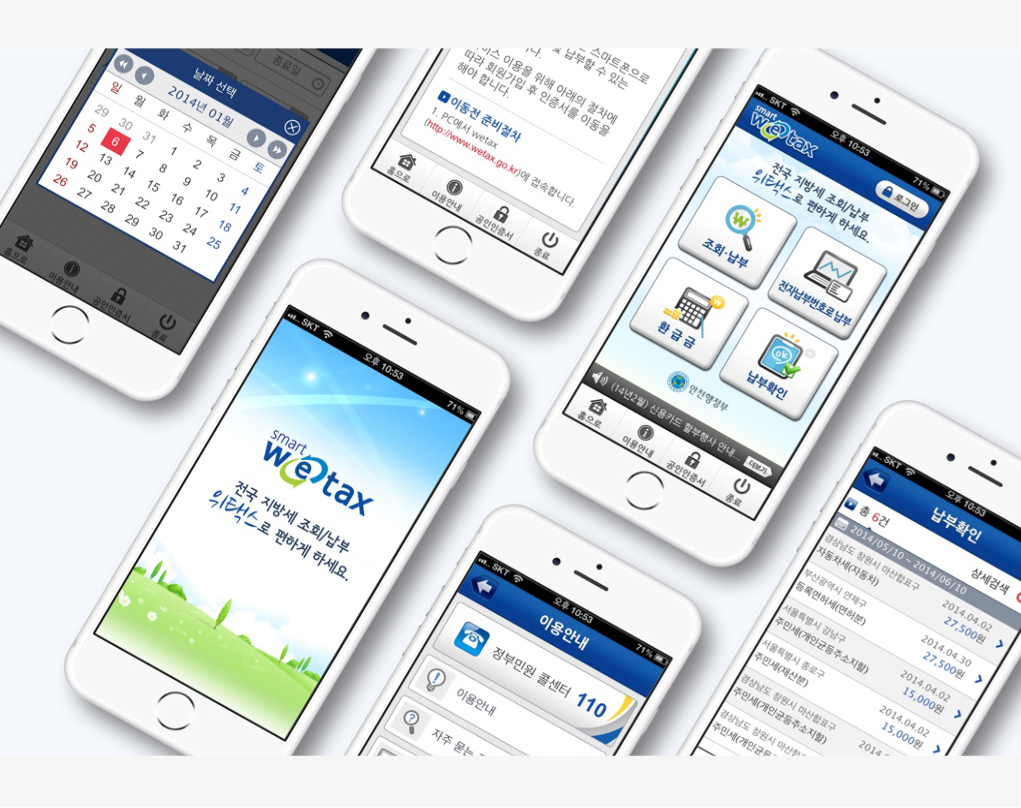 종료일
날짜 선택
2014년 01월
일 월 화 수 목 금 토
29 30 31 1 2 3 4
5 6 7 8 9 10 11
12 13 14 15 16 17 18
19 20 21 22 23 24 25
26 27 28 29 30 31
홈으로 이용안내 공인인증서 종료
스마트폰으로
로 납부할 수 있는
비스 이용을 위해 아래의 절차에
따라 회원가입 후 인증서를 이동을
해야 합니다.
이동전 준비절차
1. PC에서 wetax
(http://www.wetax.go.kr)에 접속합니다
홈으로 이용안내 공인인증서 종료
SKT 오후 10:53 71%
smart
wetax
로그인
전국 지방세 조회/납부
위택스로 편하게 하세요.
조회·납부
전자납부번호로납부
환급금
납부확인
안전행정부
(14년2월) 신용카드 할부행사 안내... 더보기
홈으로 이용안내 공인인증서 종료
SKT 오후 10:53 71%
smart
wetax
전국 지방세 조회/납부
위택스로 편하게 하세요.
SKT 오후 10:53 71%
이용안내
정부민원 콜센터 110
이용안내
자주 묻는
SKT 오후 10:53
납부확인
총 6건
상세검색
2014/05/10 ~ 2014/06/10
경상남도 창원시 마산합포구
자동차세(자동차)
2014.04.02
27,500원
부산광역시 연제구
등록면허세(면허분)
2014.04.30
27,500원
서울특별시 강남구
주민세(개인균등주소지할)
2014.04.02
15,000원
서울특별시 종로구
주민세(재산분)
2014.04.02
15,000원
경상남도 창원시 마산합포구
주민세(개인균등주소지할)
경상남도 창원시 마산합
주민세(개인균등